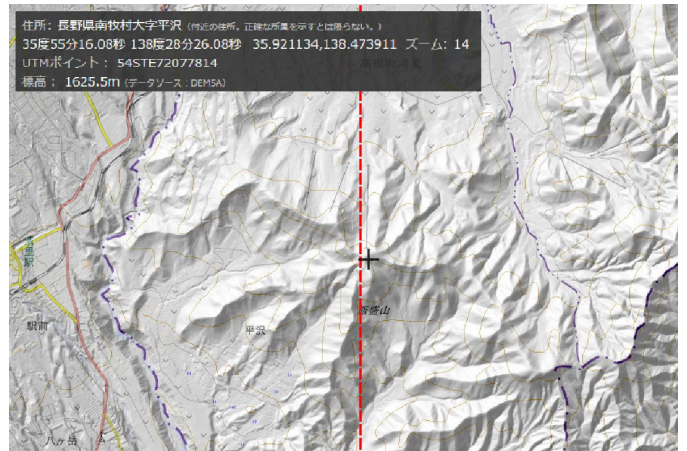 住所: 長野県南牧村大字平沢 (付近の住所。正確な所属を示すとは限らない。)
35度55分16.08秒 138度28分26.08秒 35.921134,138.473911 ズーム: 14
UTMポイント: 54STE72077814
標高: 1625.5m (データソース: DEM5A)
平沢
駅前
八ヶ岳